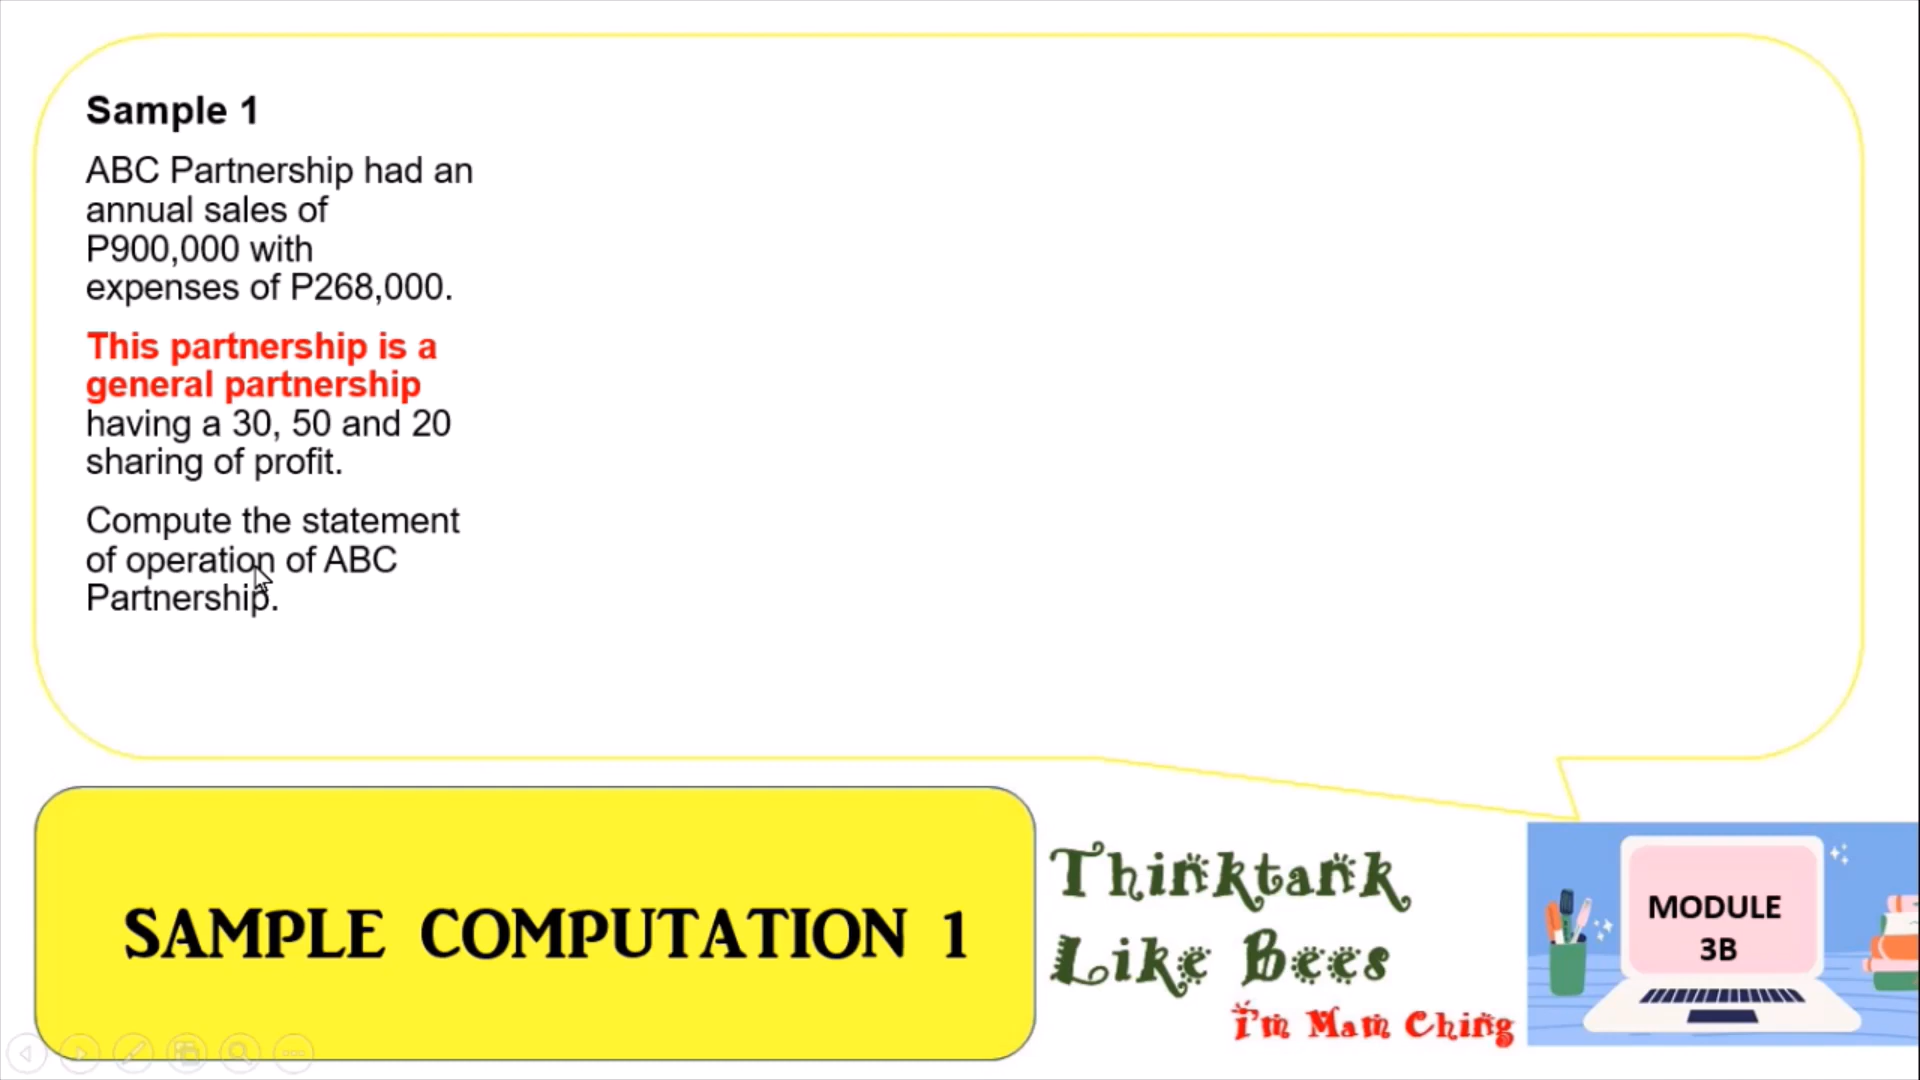 Sample 1
ABC Partnership had an
annual sales of
P900,000 with
expenses of P268,000.
This partnership is a
general partnership
having a 30, 50 and 20
sharing of profit.
Compute the statement
of operation of ABC
Partnership.
SAMPLE COMPUTATION 1
Thinktank
Like Bees
I'm Mam Ching
MODULE
3B